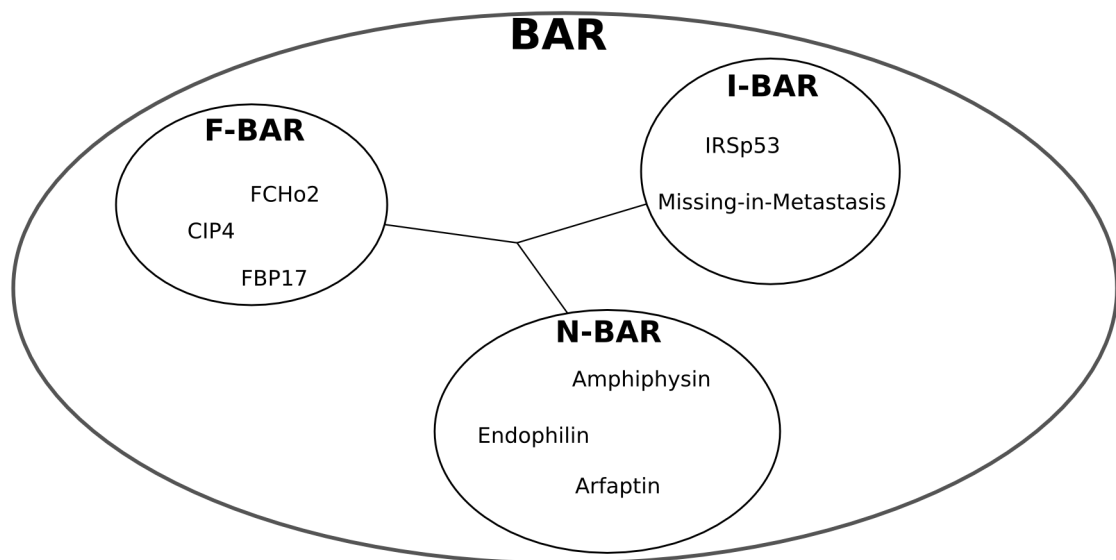 BAR
F-BAR
FCHo2
CIP4
FBP17
I-BAR
IRSp53
Missing-in-Metastasis
N-BAR
Amphiphysin
Endophilin
Arfaptin